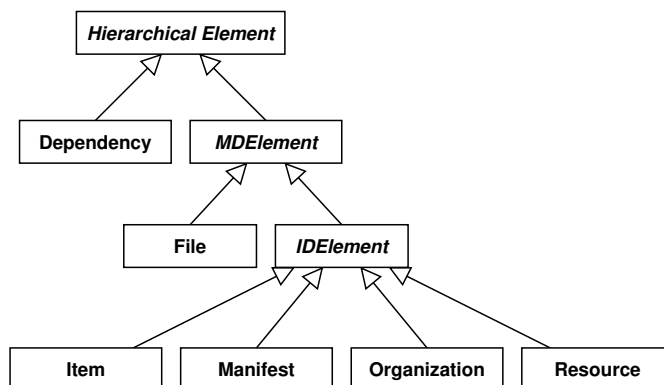 Hierarchical Element
Dependency
MDElement
File
IDElement
Item
Manifest
Organization
Resource